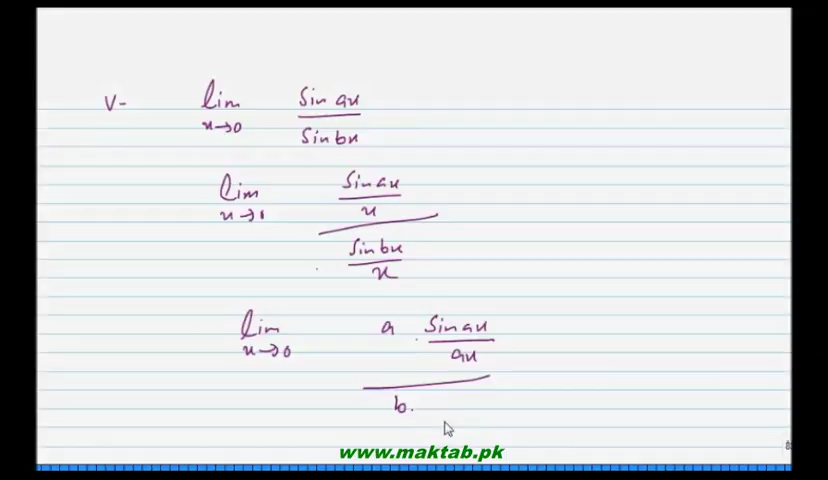 v- lim x→0 sin ax / sin bx
lim x→0 (sin ax / x) / (sin bx / x)
lim x→0 a . (sin ax / ax) / b.
www.maktab.pk